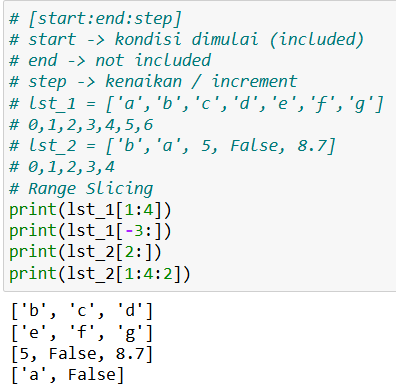 # [start:end:step]
# start -> kondisi dimulai (included)
# end -> not included
# step -> kenaikan / increment
# lst_1 = ['a','b','c','d','e','f','g']
# 0,1,2,3,4,5,6
# lst_2 = ['b','a', 5, False, 8.7]
# 0,1,2,3,4
# Range Slicing
print(lst_1[1:4])
print(lst_1[-3:])
print(lst_2[2:])
print(lst_2[1:4:2])
['b', 'c', 'd']
['e', 'f', 'g']
[5, False, 8.7]
['a', False]